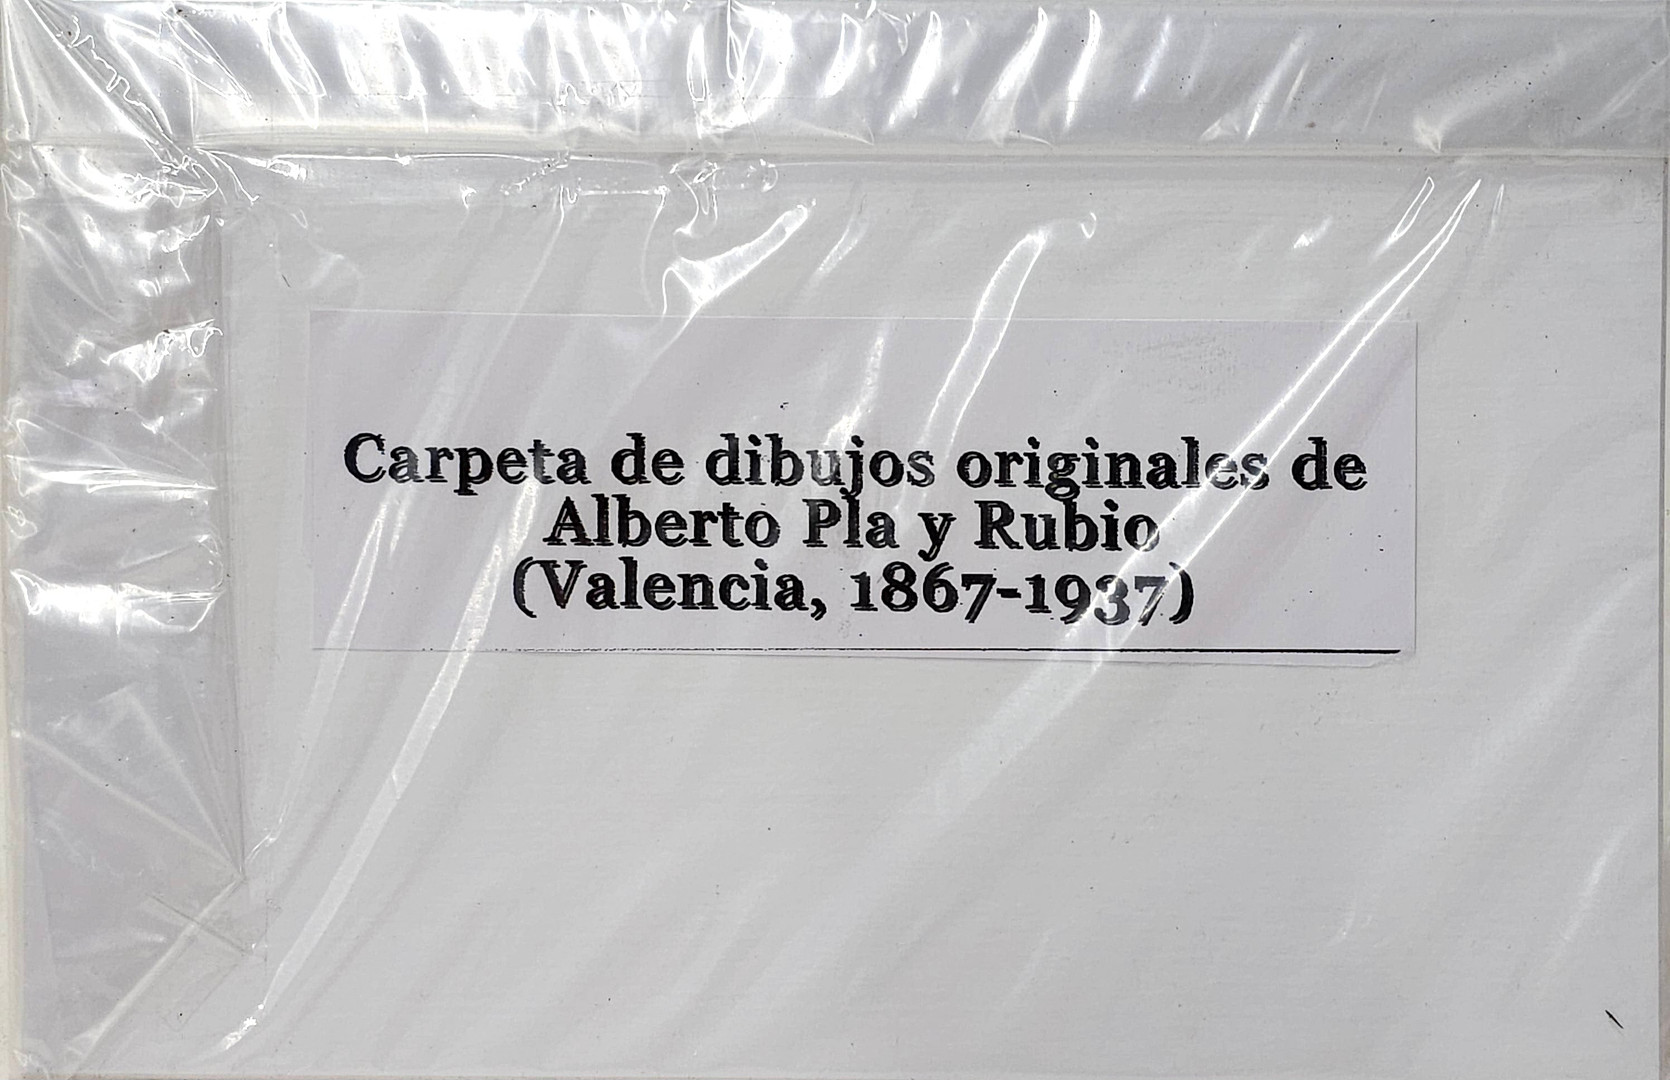 Carpeta de dibujos originales de
Alberto Pla y Rubio
(Valencia, 1867-1937)